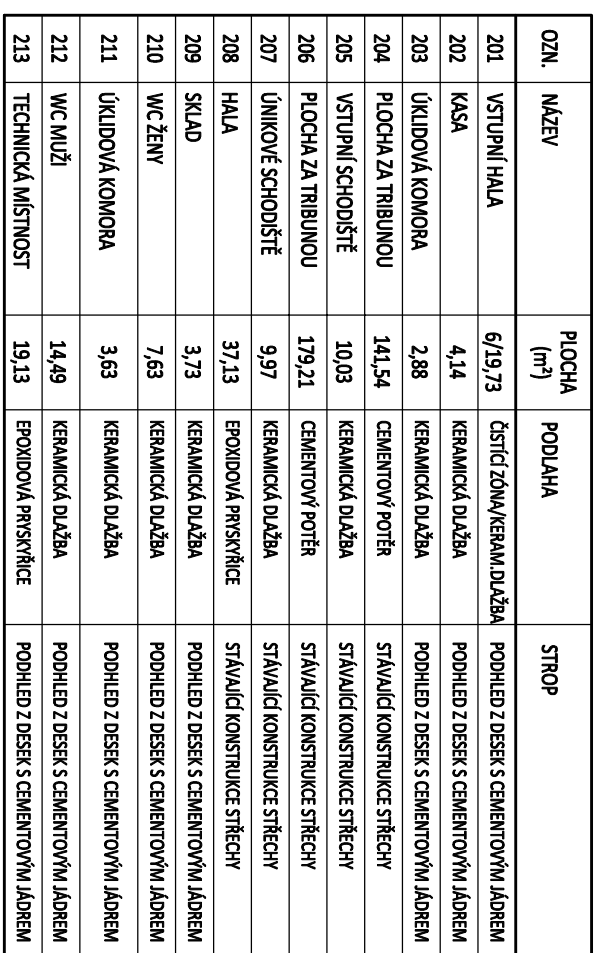 OZN. NÁZEV PLOCHA (m²) PODLAHA STROP
201 VSTUPNÍ HALA 6/19,73 ČISTÍCÍ ZÓNA/KERAM.DLAŽBA PODHLED Z DESEK S CEMENTOVÝM JÁDREM
202 KASA 4,14 KERAMICKÁ DLAŽBA PODHLED Z DESEK S CEMENTOVÝM JÁDREM
203 ÚKLIDOVÁ KOMORA 2,88 KERAMICKÁ DLAŽBA PODHLED Z DESEK S CEMENTOVÝM JÁDREM
204 PLOCHA ZA TRIBUNOU 141,54 CEMENTOVÝ POTĚR STÁVAJÍCÍ KONSTRUKCE STŘECHY
205 VSTUPNÍ SCHODIŠTĚ 10,03 KERAMICKÁ DLAŽBA STÁVAJÍCÍ KONSTRUKCE STŘECHY
206 PLOCHA ZA TRIBUNOU 179,21 CEMENTOVÝ POTĚR STÁVAJÍCÍ KONSTRUKCE STŘECHY
207 ÚNIKOVÉ SCHODIŠTĚ 9,97 KERAMICKÁ DLAŽBA STÁVAJÍCÍ KONSTRUKCE STŘECHY
208 HALA 37,13 EPOXIDOVÁ PRYSKYŘICE STÁVAJÍCÍ KONSTRUKCE STŘECHY
209 SKLAD 3,73 KERAMICKÁ DLAŽBA PODHLED Z DESEK S CEMENTOVÝM JÁDREM
210 WC ŽENY 7,63 KERAMICKÁ DLAŽBA PODHLED Z DESEK S CEMENTOVÝM JÁDREM
211 ÚKLIDOVÁ KOMORA 3,63 KERAMICKÁ DLAŽBA PODHLED Z DESEK S CEMENTOVÝM JÁDREM
212 WC MUŽI 14,49 KERAMICKÁ DLAŽBA PODHLED Z DESEK S CEMENTOVÝM JÁDREM
213 TECHNICKÁ MÍSTNOST 19,13 EPOXIDOVÁ PRYSKYŘICE PODHLED Z DESEK S CEMENTOVÝM JÁDREM